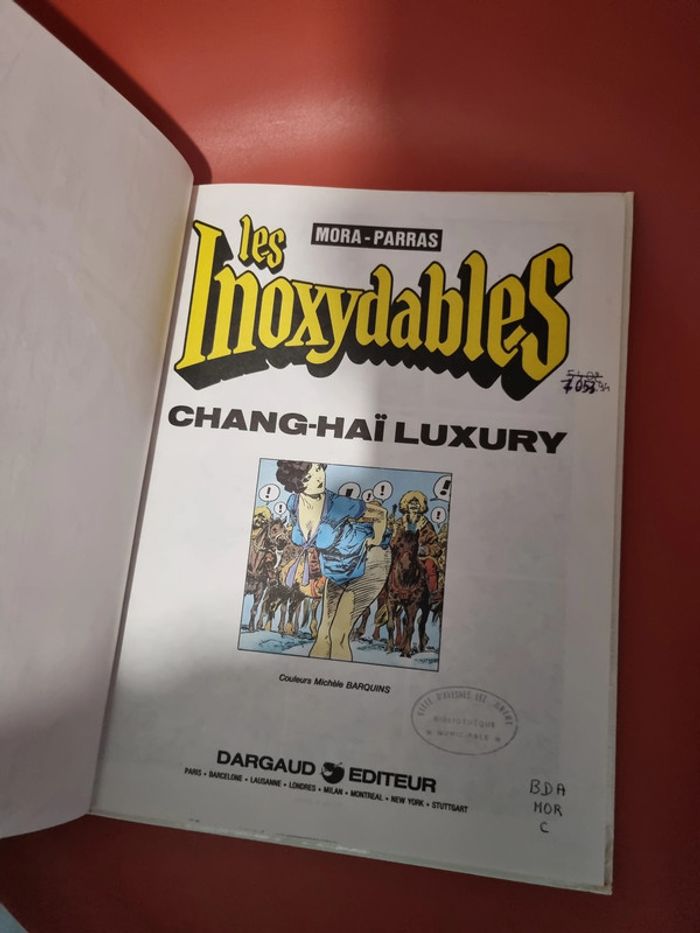 MORA - PARRAS
les
Inoxydables
CHANG-HAÏ LUXURY
! ! ! ! ! !
Couleurs Michèle BARQUINS
BIBLIOTHÈQUE
DARGAUD EDITEUR
PARIS • BARCELONE • LAUSANNE • LONDRES • MILAN • MONTREAL • NEW YORK • STUTTGART
BDA
MOR
C